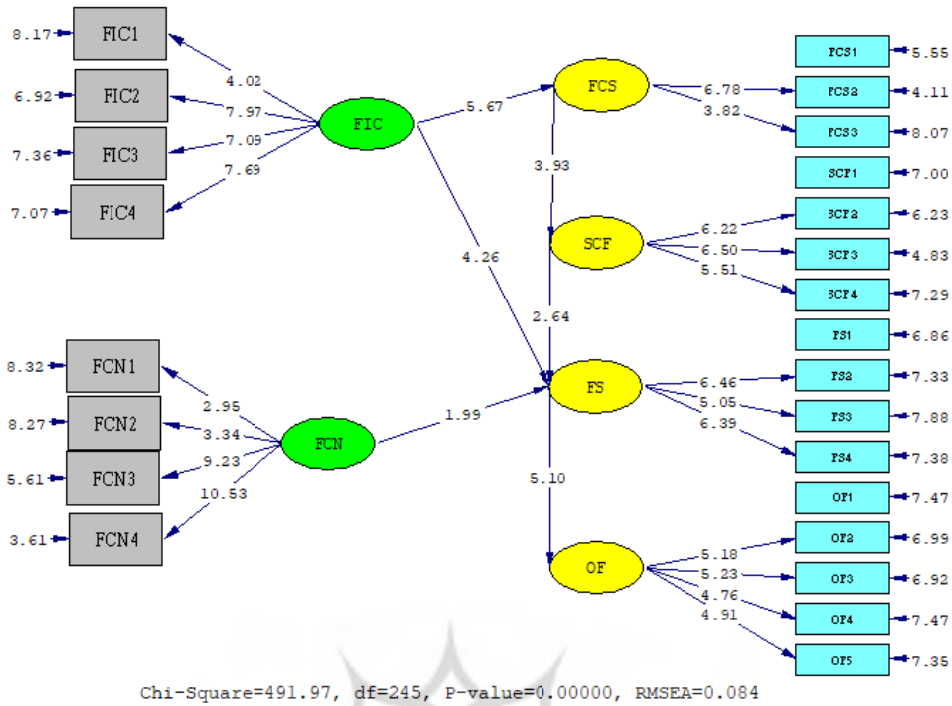 8.17 FIC1
4.02
6.92 FIC2
7.97
7.36 FIC3
7.09
7.07 FIC4
7.69
FIC
5.67
4.26
8.32 FCN1
2.95
8.27 FCN2
3.34
5.61 FCN3
9.23
3.61 FCN4
10.53
FCN
1.99
FCS
3.93
SCF
2.64
FS
5.10
OF
FCS1 5.55
6.78 FCS2 4.11
3.82 FCS3 8.07
SCF1 7.00
6.22 SCF2 6.23
6.50 SCF3 4.83
5.51 SCF4 7.29
FS1 6.86
6.46 FS2 7.33
5.05 FS3 7.88
6.39 FS4 7.38
OF1 7.47
5.18 OF2 6.99
5.23 OF3 6.92
4.76 OF4 7.47
4.91 OF5 7.35
Chi-Square=491.97, df=245, P-value=0.00000, RMSEA=0.084